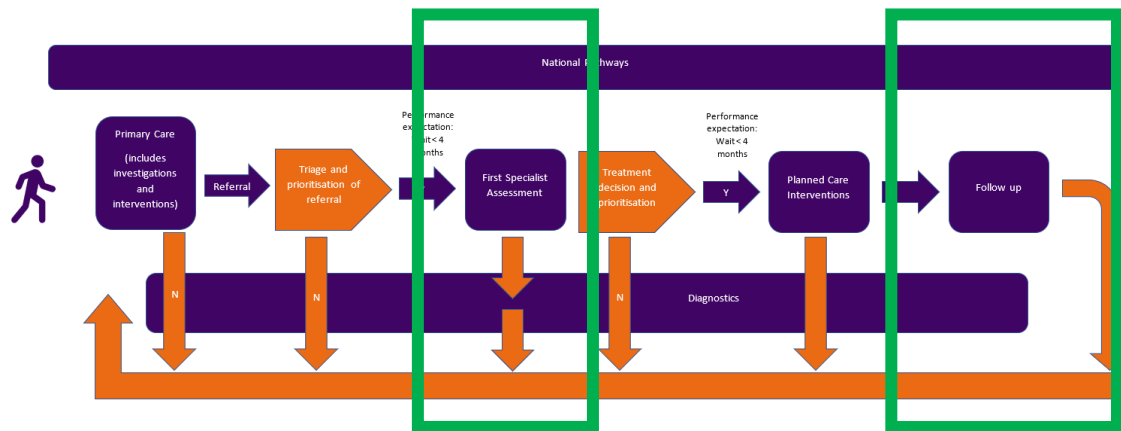 National Pathways
Performance
expectation:
Wait< 4
months
Performance
expectation:
Wait< 4
months
Primary Care
(includes
investigations
and
interventions)
Referral
Triage and
prioritisation of
referral
First Specialist
Assessment
Treatment
decision and
prioritisation
Y
Planned Care
Interventions
Follow up
N
N
N
Diagnostics